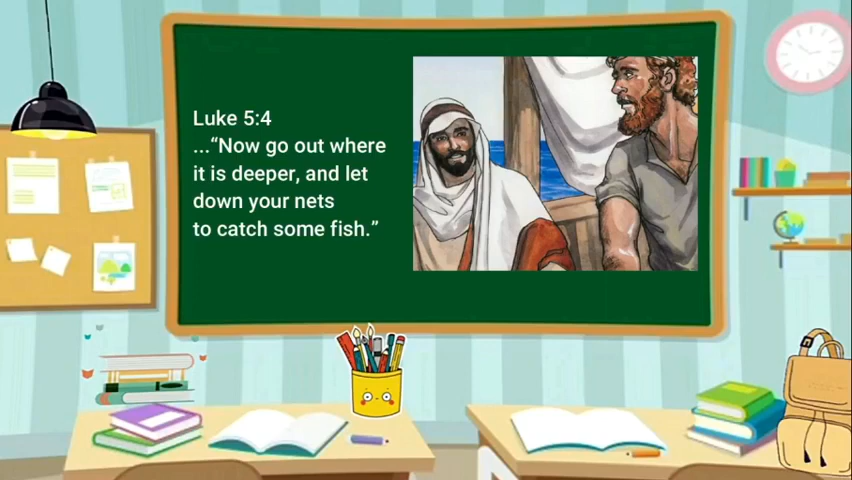 Luke 5:4
...“Now go out where
it is deeper, and let
down your nets
to catch some fish.”